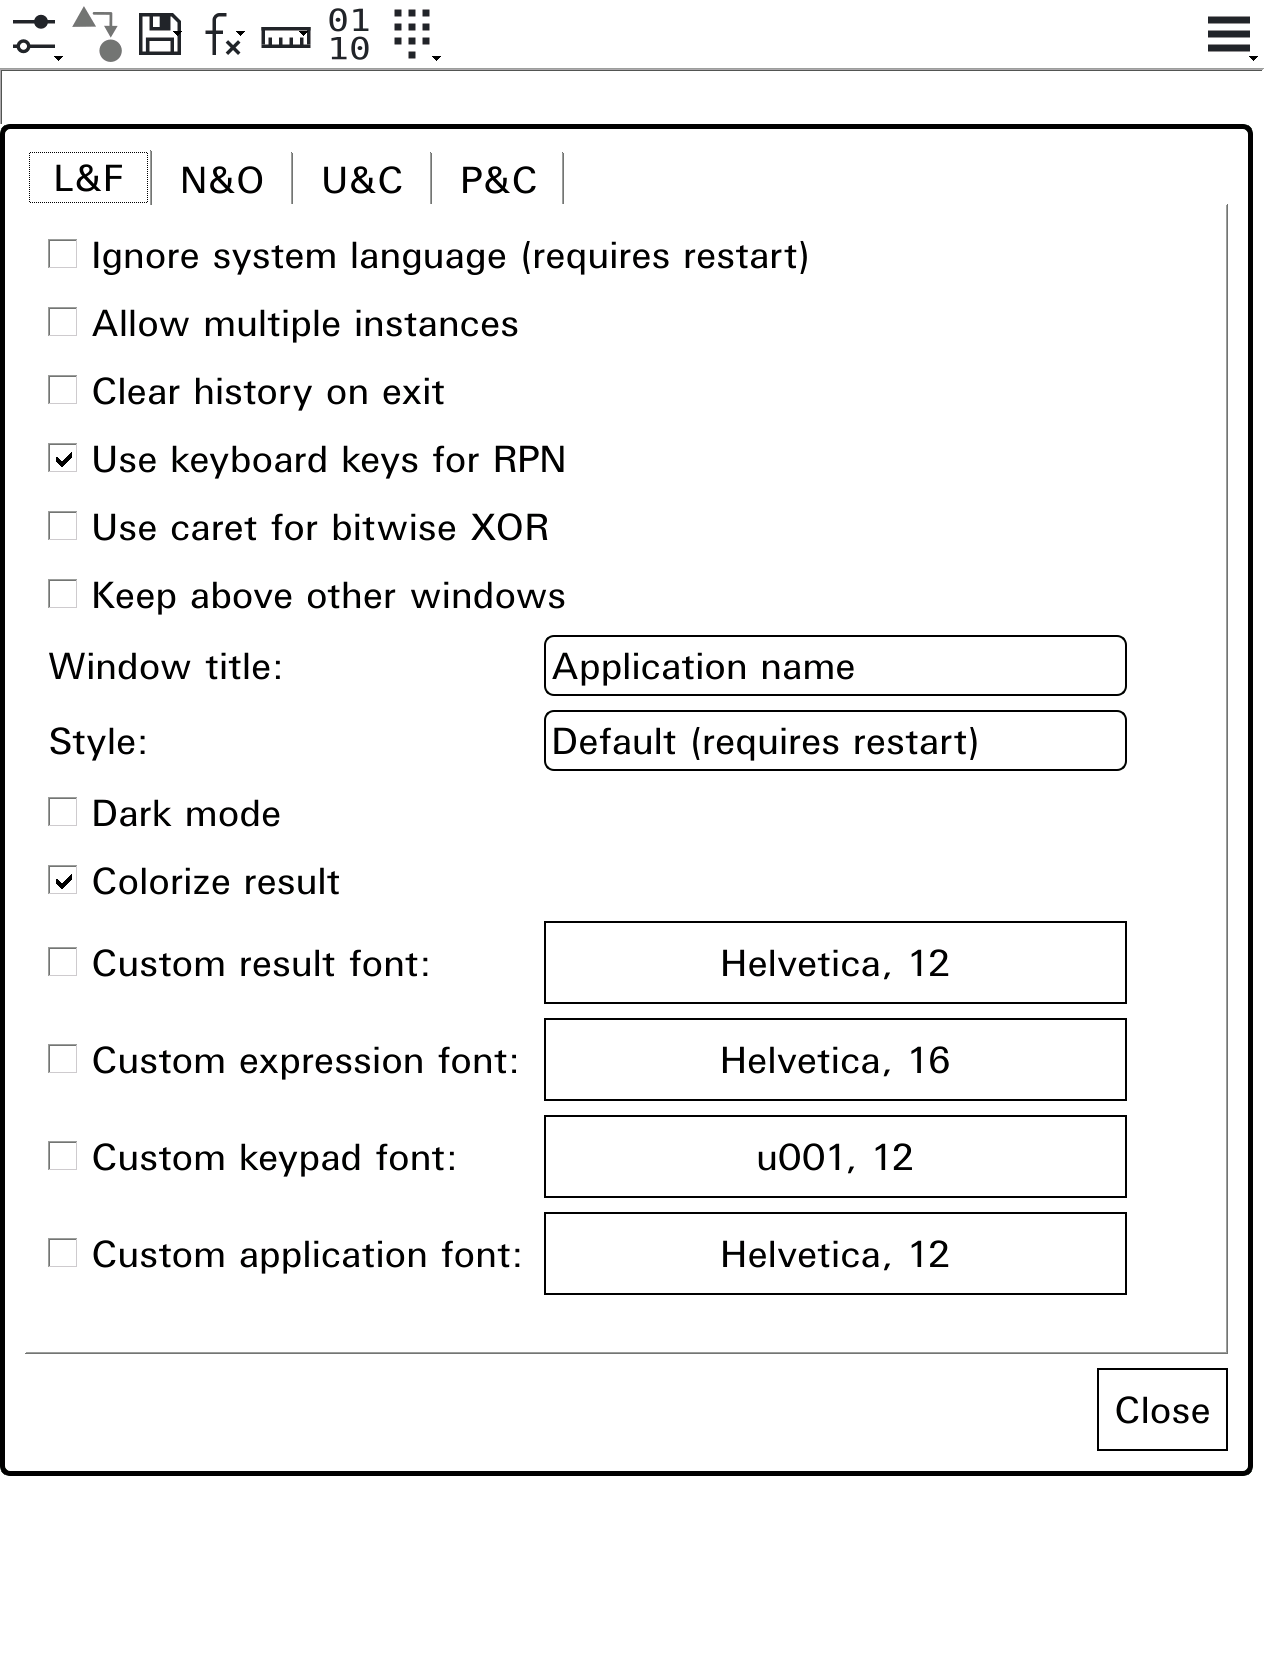 01
10
fx
L&F N&O U&C P&C
Ignore system language (requires restart)
Allow multiple instances
Clear history on exit
Use keyboard keys for RPN
Use caret for bitwise XOR
Keep above other windows
Window title: Application name
Style: Default (requires restart)
Dark mode
Colorize result
Custom result font: Helvetica, 12
Custom expression font: Helvetica, 16
Custom keypad font: u001, 12
Custom application font: Helvetica, 12
Close